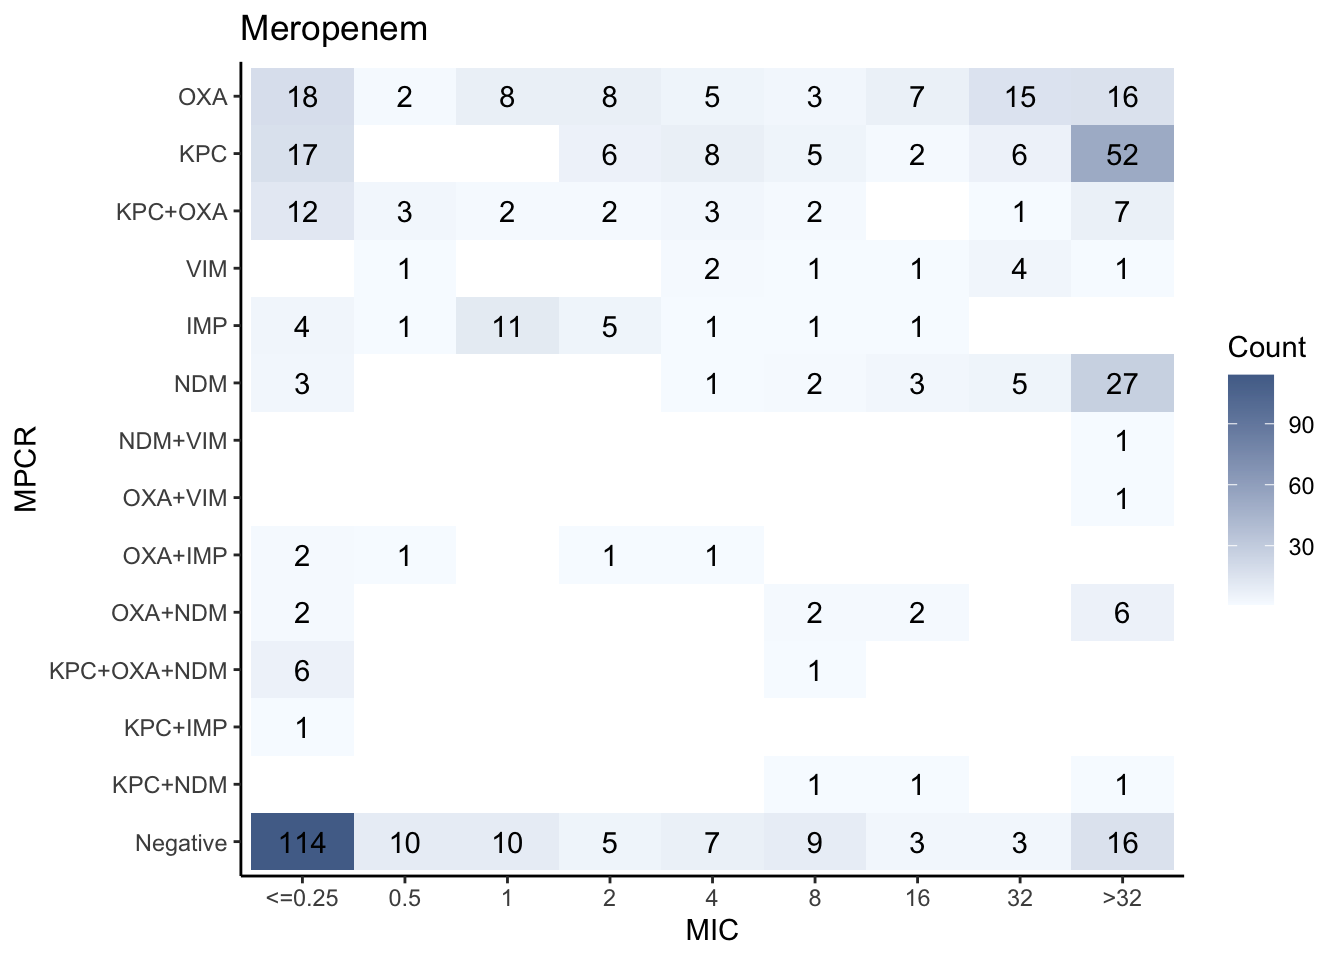 Meropenem
OXA 18 2 8 8 5 3 7 15 16
KPC 17 6 8 5 2 6 52
KPC+OXA 12 3 2 2 3 2 1 7
VIM 1 2 1 1 4 1
IMP 4 1 11 5 1 1 1
NDM 3 1 2 3 5 27
NDM+VIM 1
OXA+VIM 1
OXA+IMP 2 1 1 1
OXA+NDM 2 2 2 6
KPC+OXA+NDM 6 1
KPC+IMP 1
KPC+NDM 1 1 1
Negative 114 10 10 5 7 9 3 3 16
<=0.25 0.5 1 2 4 8 16 32 >32
MIC
MPCR
Count
90
60
30